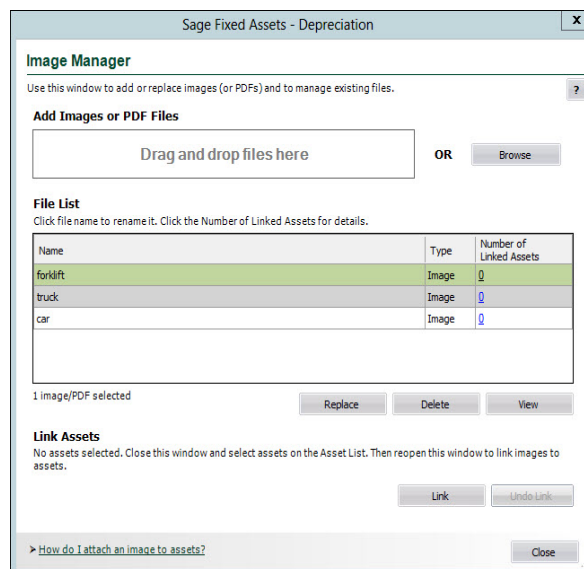 Sage Fixed Assets - Depreciation
x
Image Manager
Use this window to add or replace images (or PDFs) and to manage existing files.
?
Add Images or PDF Files
Drag and drop files here
OR
Browse
File List
Click file name to rename it. Click the Number of Linked Assets for details.
Name
Type
Number of
Linked Assets
forklift
Image
0
truck
Image
0
car
Image
0
1 image/PDF selected
Replace
Delete
View
Link Assets
No assets selected. Close this window and select assets on the Asset List. Then reopen this window to link images to
assets.
Link
Undo Link
➤ How do I attach an image to assets?
Close